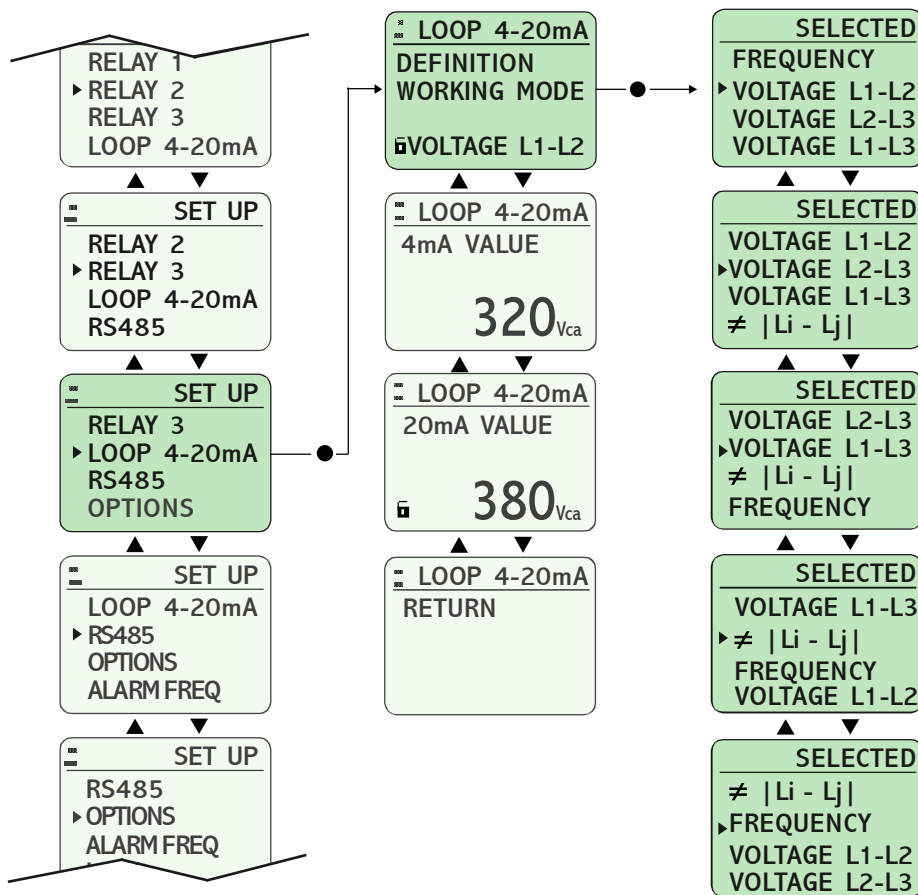 RELAY 1
RELAY 2
RELAY 3
LOOP 4-20mA
SET UP
RELAY 2
RELAY 3
LOOP 4-20mA
RS485
SET UP
RELAY 3
LOOP 4-20mA
RS485
OPTIONS
SET UP
LOOP 4-20mA
RS485
OPTIONS
ALARM FREQ
SET UP
RS485
OPTIONS
ALARM FREQ
LOOP 4-20mA
DEFINITION
WORKING MODE
VOLTAGE L1-L2
LOOP 4-20mA
4mA VALUE
320 Vca
LOOP 4-20mA
20mA VALUE
380 Vca
LOOP 4-20mA
RETURN
SELECTED
FREQUENCY
VOLTAGE L1-L2
VOLTAGE L2-L3
VOLTAGE L1-L3
SELECTED
VOLTAGE L1-L2
VOLTAGE L2-L3
VOLTAGE L1-L3
≠ |Li - Lj|
SELECTED
VOLTAGE L2-L3
VOLTAGE L1-L3
≠ |Li - Lj|
FREQUENCY
SELECTED
VOLTAGE L1-L3
≠ |Li - Lj|
FREQUENCY
VOLTAGE L1-L2
SELECTED
≠ |Li - Lj|
FREQUENCY
VOLTAGE L1-L2
VOLTAGE L2-L3